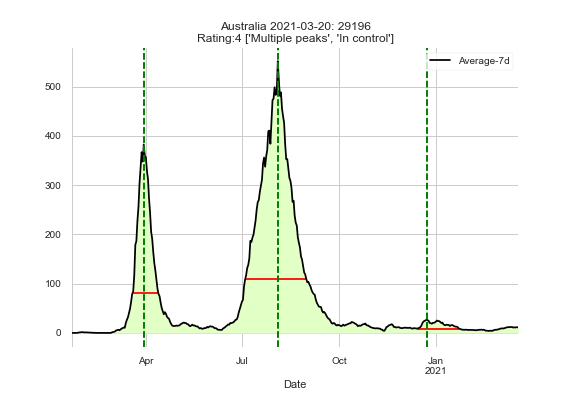 Australia 2021-03-20: 29196
Rating:4 ['Multiple peaks', 'In control']
Average-7d
500
400
300
200
100
0
Apr
Jul
Oct
Jan
2021
Date